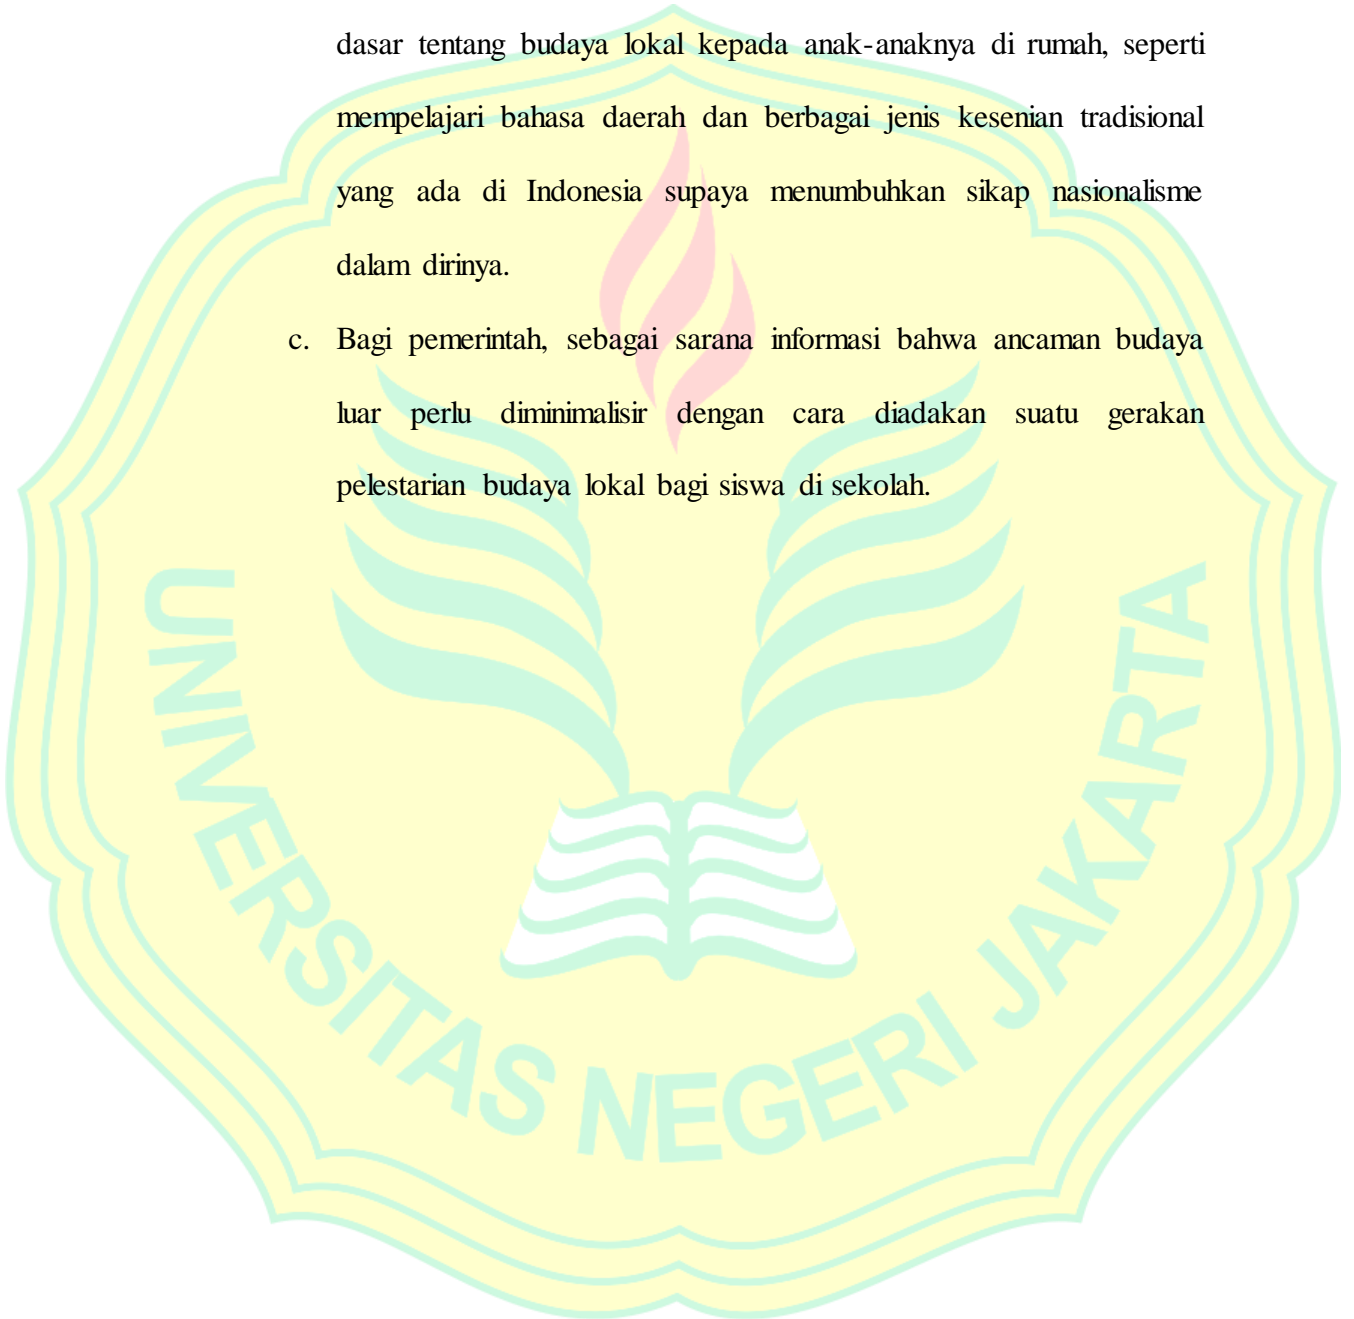 dasar tentang budaya lokal kepada anak-anaknya di rumah, seperti
mempelajari bahasa daerah dan berbagai jenis kesenian tradisional
yang ada di Indonesia supaya menumbuhkan sikap nasionalisme
dalam dirinya.
c. Bagi pemerintah, sebagai sarana informasi bahwa ancaman budaya
luar perlu diminimalisir dengan cara diadakan suatu gerakan
pelestarian budaya lokal bagi siswa di sekolah.
UNIVERSITAS NEGERI JAKARTA